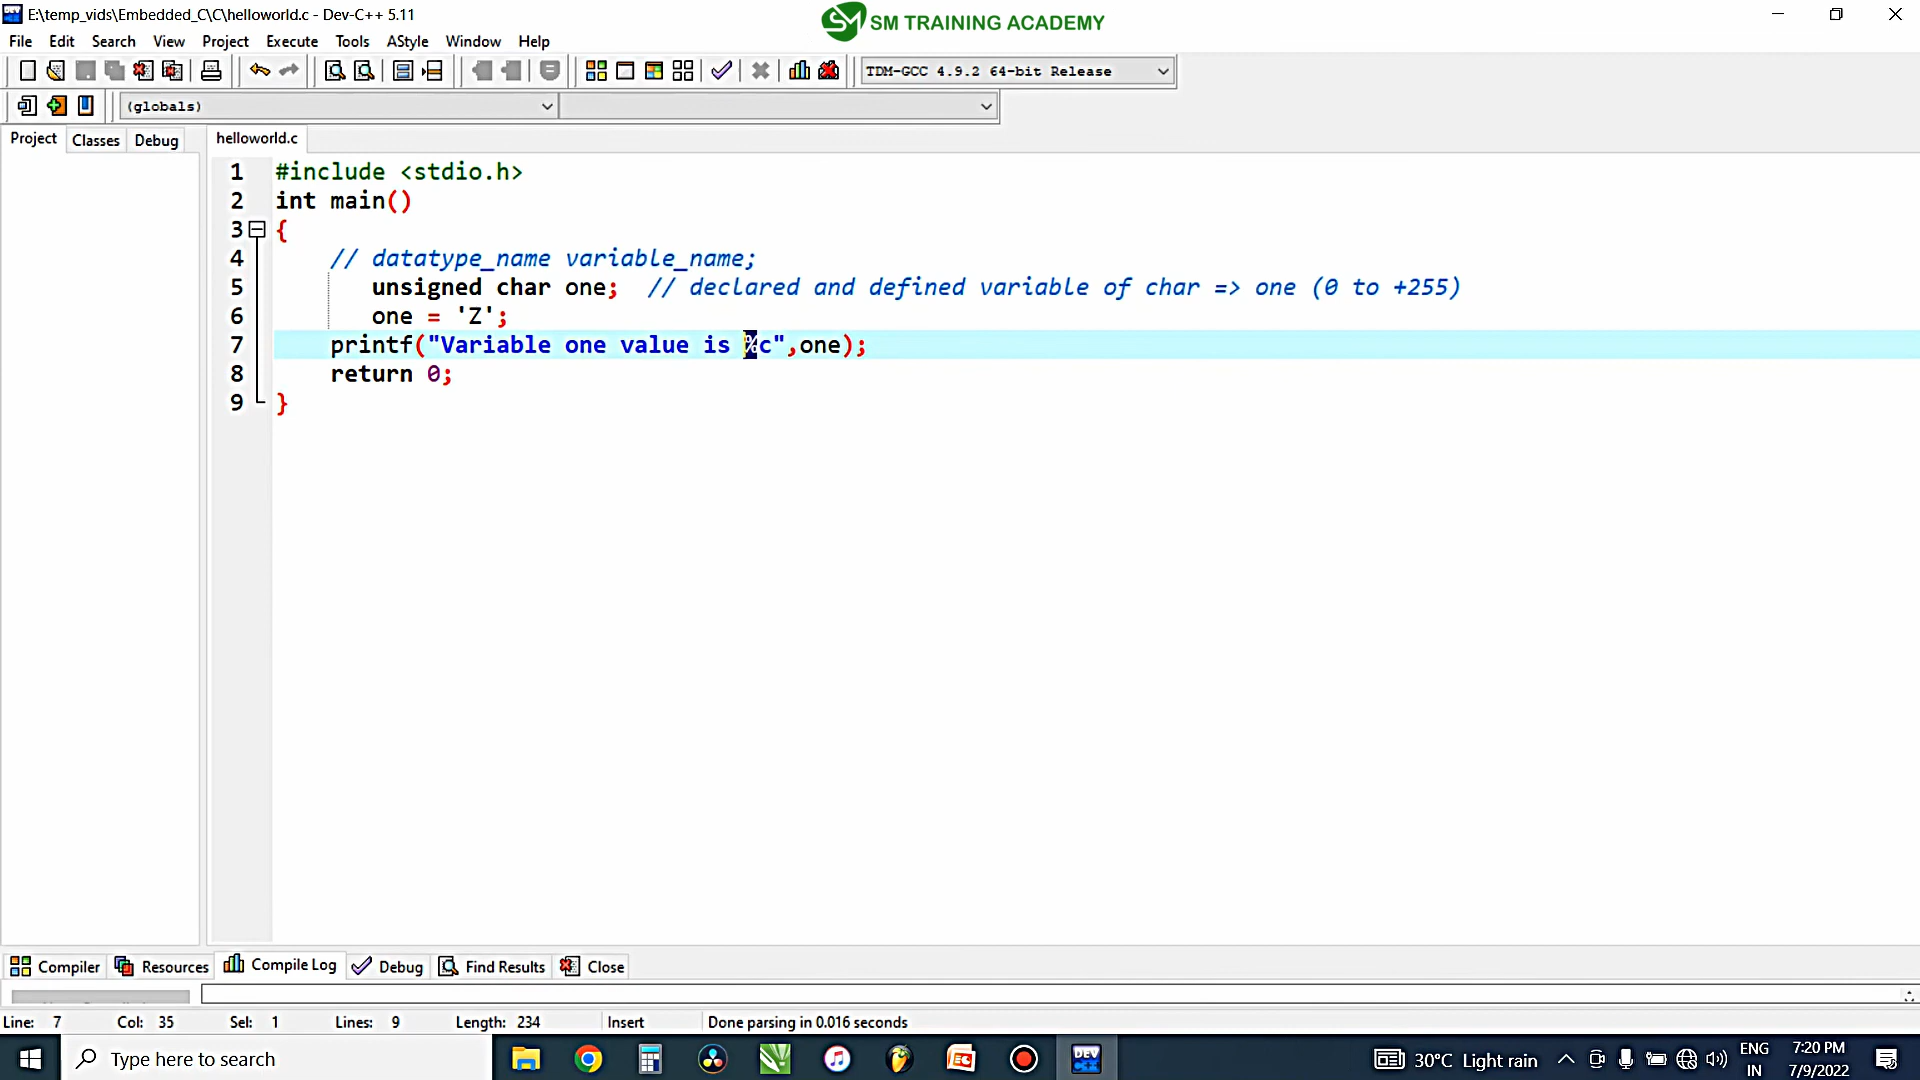 E:\temp_vids\Embedded_C\C\helloworld.c - Dev-C++ 5.11
SM TRAINING ACADEMY
File Edit Search View Project Execute Tools AStyle Window Help
TDM-GCC 4.9.2 64-bit Release
(globals)
Project Classes Debug helloworld.c
1 #include <stdio.h>
2 int main()
3 {
4 // datatype_name variable_name;
5 unsigned char one; // declared and defined variable of char => one (0 to +255)
6 one = 'Z';
7 printf("Variable one value is %c",one);
8 return 0;
9 }
Compiler Resources Compile Log Debug Find Results Close
Line: 7 Col: 35 Sel: 1 Lines: 9 Length: 234 Insert Done parsing in 0.016 seconds
Type here to search
DEV C++
30°C Light rain
ENG
IN
7:20 PM
7/9/2022